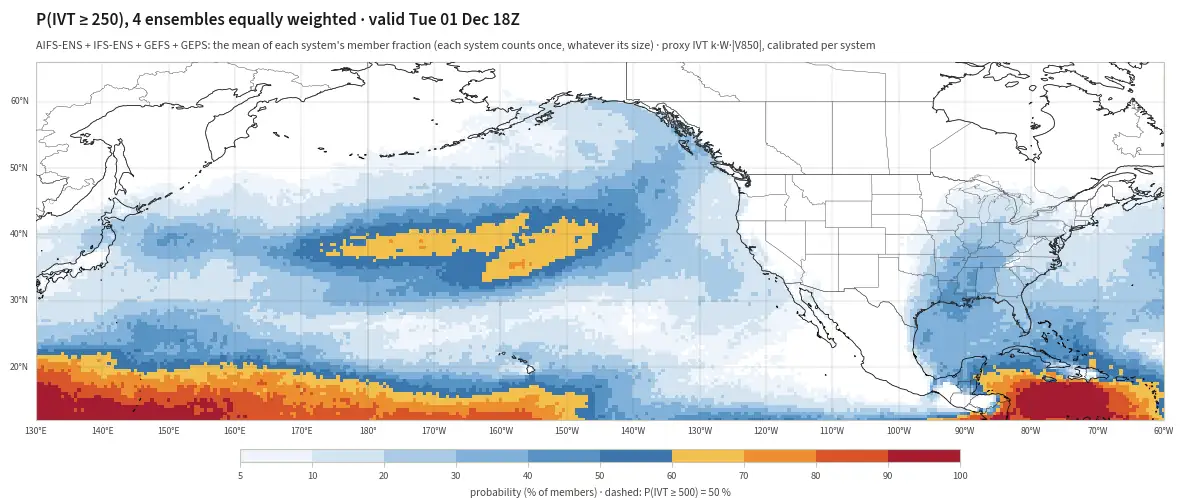 P(IVT ≥ 250), 4 ensembles equally weighted · valid Tue 01 Dec 18Z
AIFS-ENS + IFS-ENS + GEFS + GEPS: the mean of each system's member fraction (each system counts once, whatever its size) · proxy IVT k·W·|V850|, calibrated per system
60°N
50°N
40°N
30°N
20°N
130°E 140°E 150°E 160°E 170°E 180° 170°W 160°W 150°W 140°W 130°W 120°W 110°W 100°W 90°W 80°W 70°W 60°W
5 10 20 30 40 50 60 70 80 90 100
probability (% of members) · dashed: P(IVT ≥ 500) = 50 %